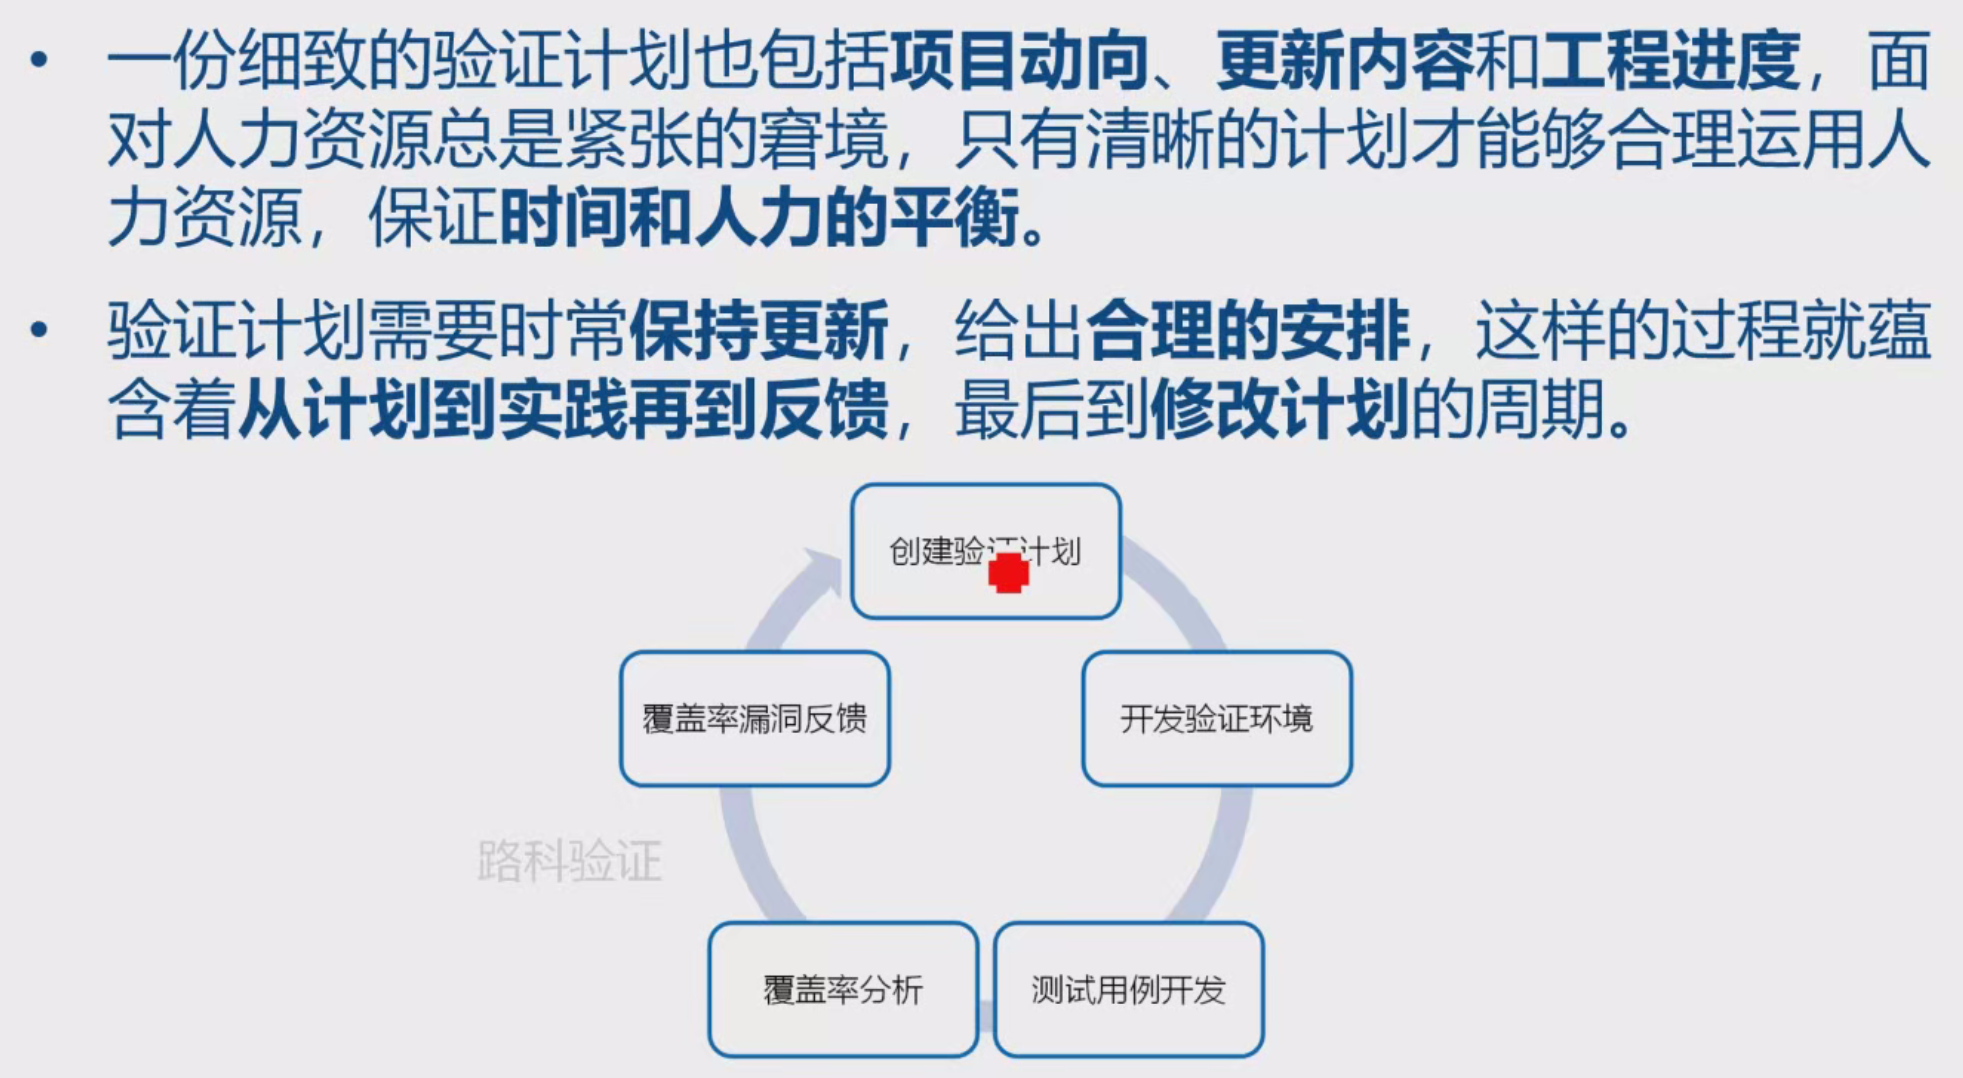 • 一份细致的验证计划也包括项目动向、更新内容和工程进度，面
对人力资源总是紧张的窘境，只有清晰的计划才能够合理运用人
力资源，保证时间和人力的平衡。
• 验证计划需要时常保持更新，给出合理的安排，这样的过程就蕴
含着从计划到实践再到反馈，最后到修改计划的周期。
创建验证计划
覆盖率漏洞反馈
开发验证环境
路科验证
覆盖率分析
测试用例开发